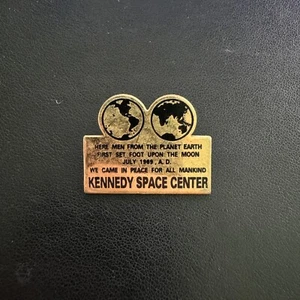 HERE MEN FROM THE PLANET EARTH
FIRST SET FOOT UPON THE MOON
JULY 1969, A.D.
WE CAME IN PEACE FOR ALL MANKIND
KENNEDY SPACE CENTER